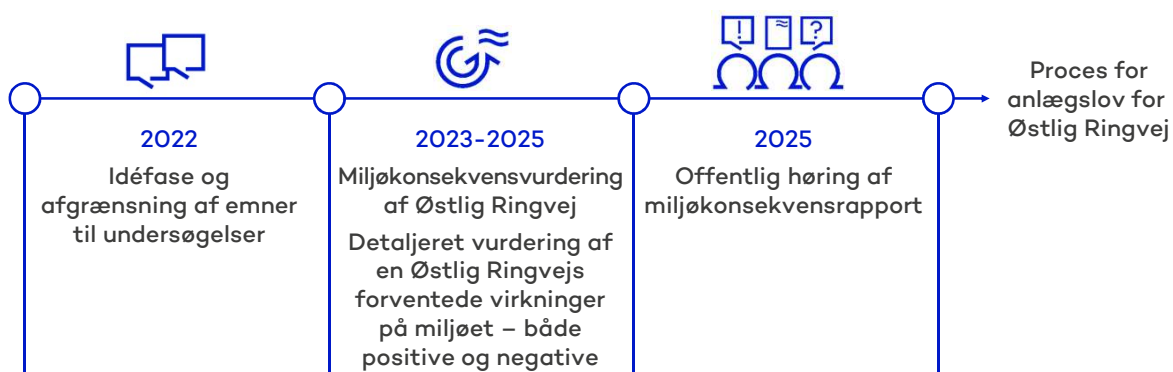 ! ?
2022
Idéfase og
afgrænsning af emner
til undersøgelser
2023-2025
Miljøkonsekvensvurdering
af Østlig Ringvej
Detaljeret vurdering af
en Østlig Ringvejs
forventede virkninger
på miljøet – både
positive og negative
2025
Offentlig høring af
miljøkonsekvensrapport
Proces for
anlægslov for
Østlig Ringvej